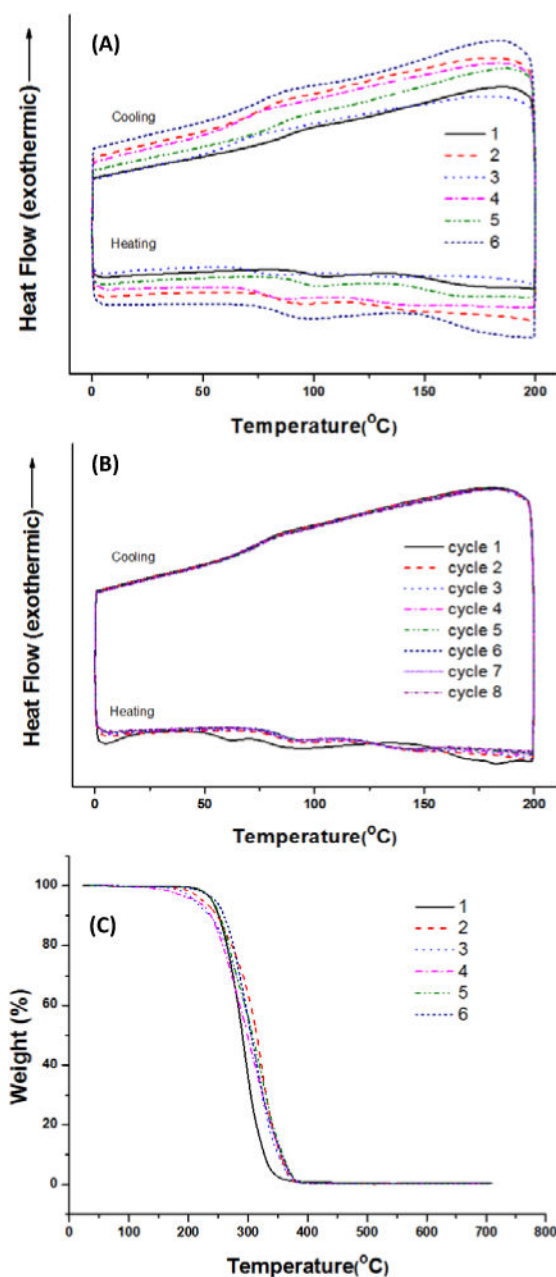 (A)
Heat Flow (exothermic)
Cooling
1
2
3
4
5
6
Heating
0 50 100 150 200
Temperature(°C)
(B)
Heat Flow (exothermic)
Cooling
cycle 1
cycle 2
cycle 3
cycle 4
cycle 5
cycle 6
cycle 7
cycle 8
Heating
0 50 100 150 200
Temperature(°C)
(C)
Weight (%)
100
80
60
40
20
0
1
2
3
4
5
6
0 100 200 300 400 500 600 700 800
Temperature(°C)